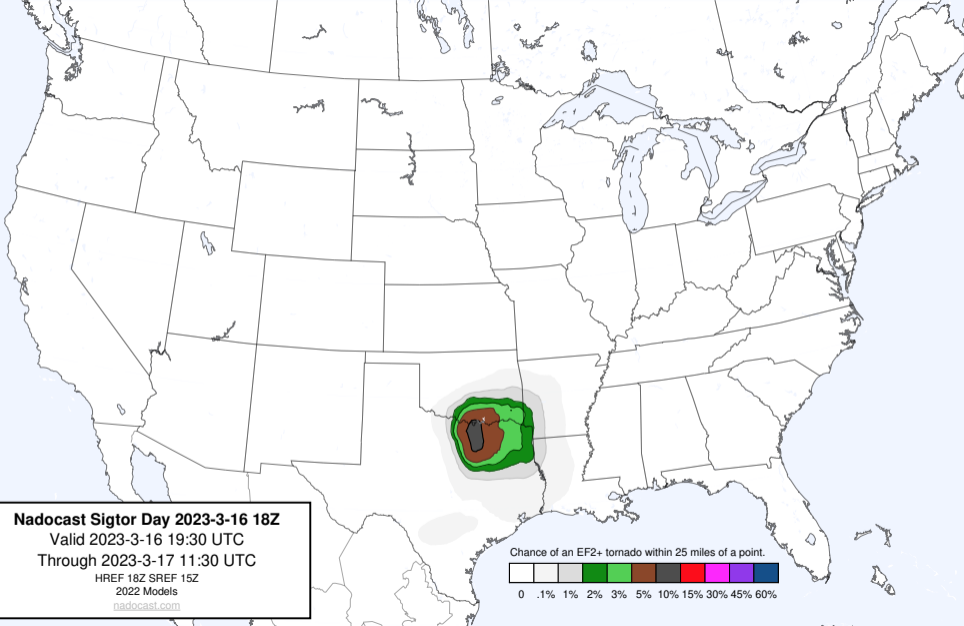 Nadocast Sigtor Day 2023-3-16 18Z
Valid 2023-3-16 19:30 UTC
Through 2023-3-17 11:30 UTC
HREF 18Z SREF 15Z
2022 Models
nadocast.com
Chance of an EF2+ tornado within 25 miles of a point.
0 .1% 1% 2% 3% 5% 10% 15% 30% 45% 60%